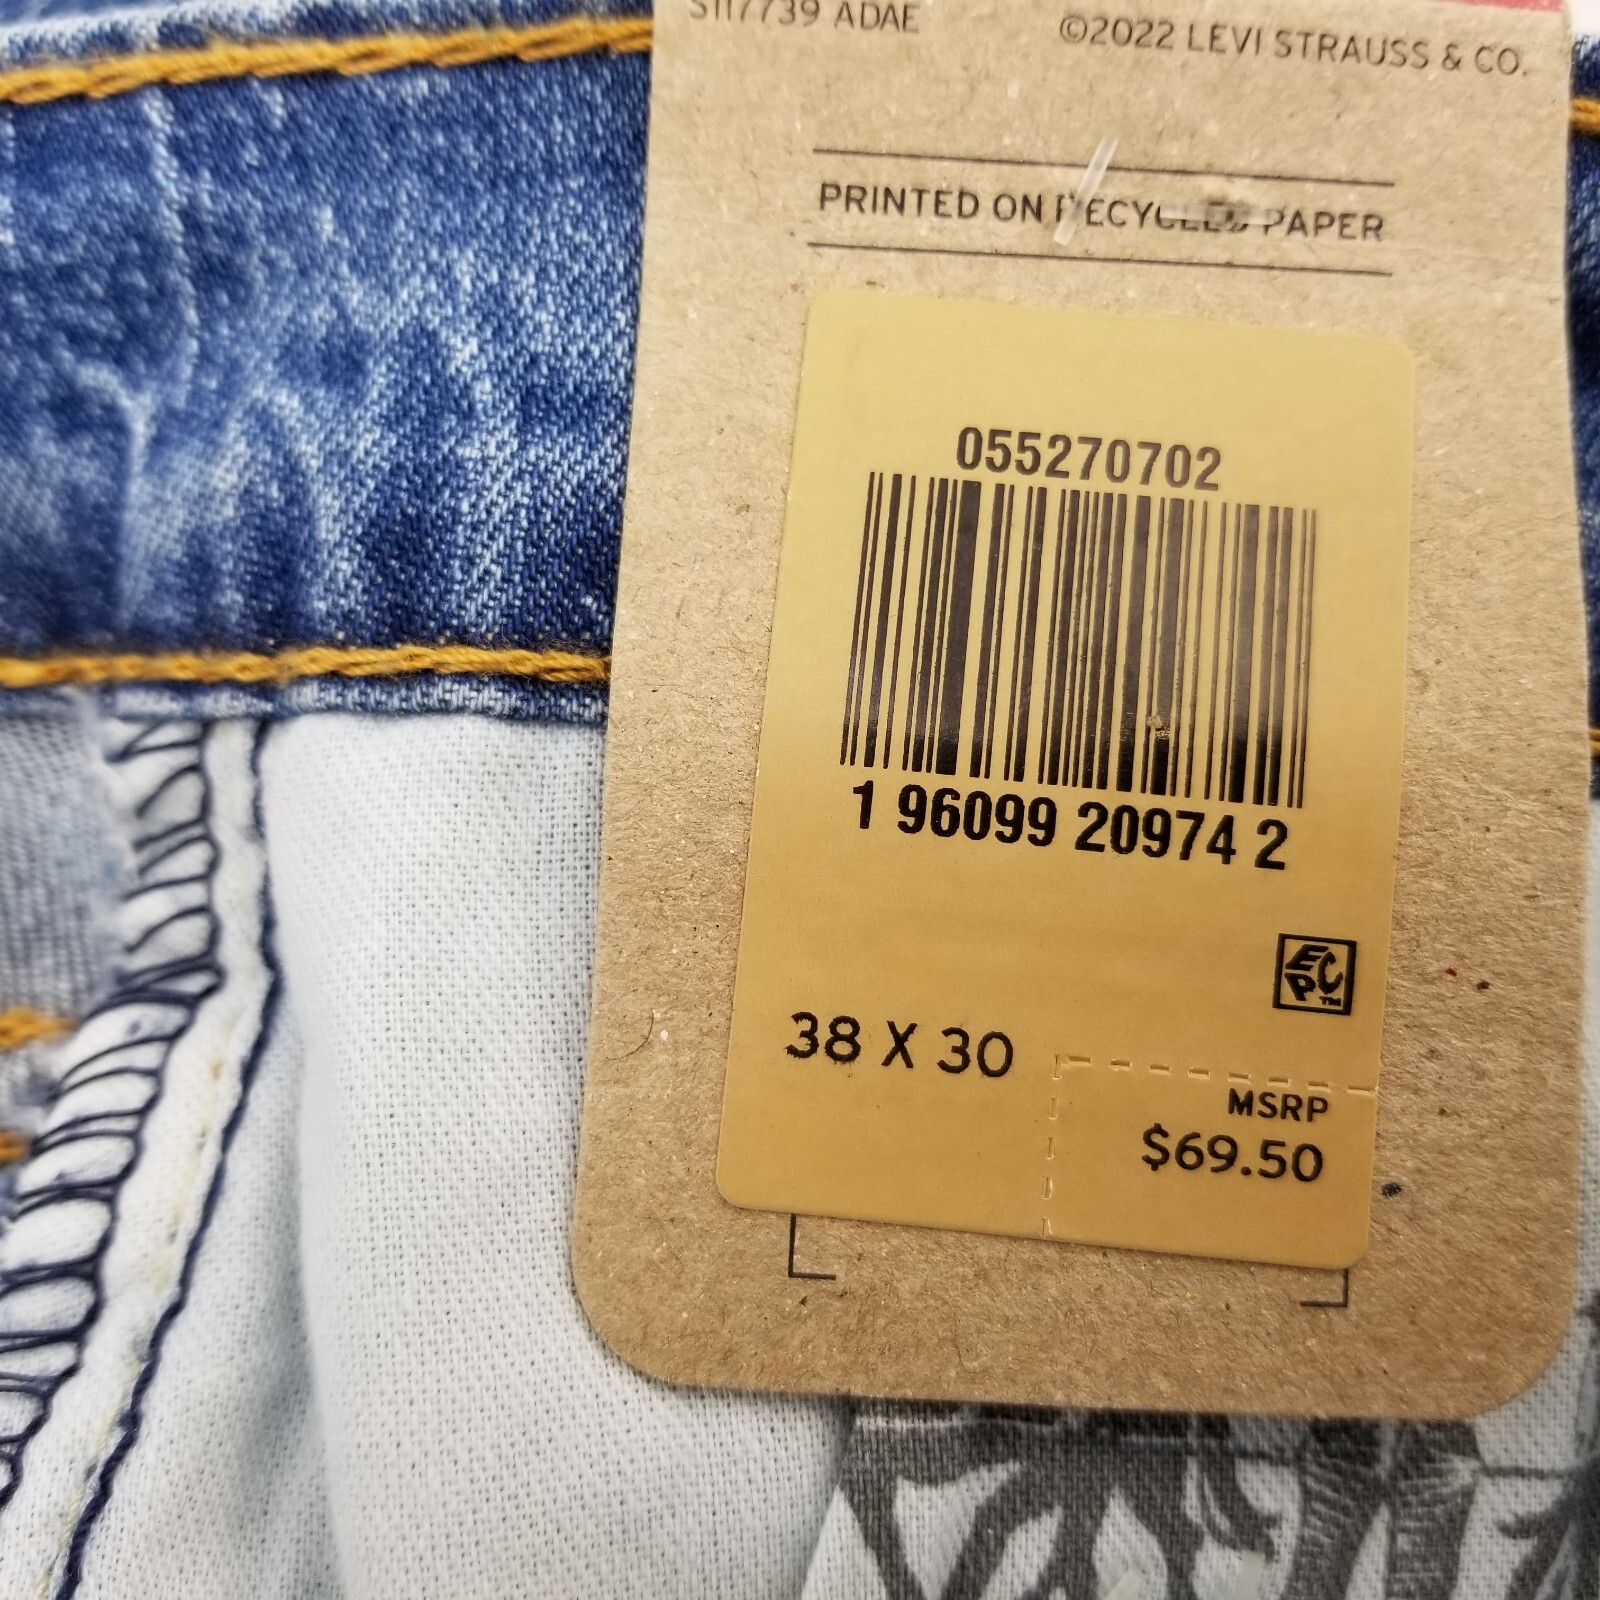 S117739 ADAE
©2022 LEVI STRAUSS & CO.
PRINTED ON RECYCLED PAPER
055270702
1 96099 20974 2
EPC™
38 X 30
MSRP
$69.50